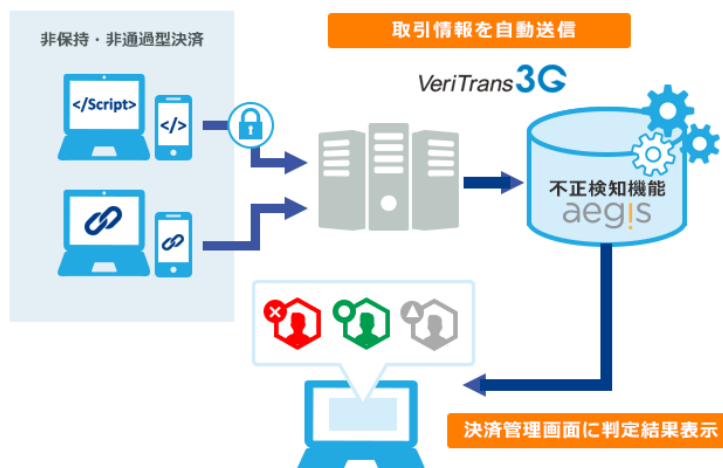 取引情報を自動送信
非保持・非通過型決済
VeriTrans3G
</Script>
</>
不正検知機能
aegis
決済管理画面に判定結果表示